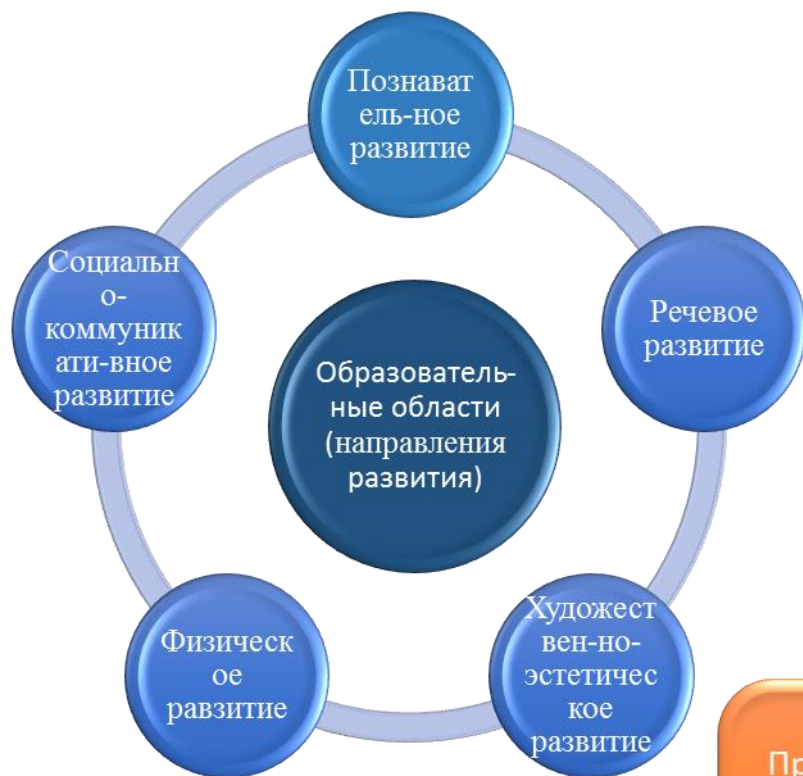 Познават
ель-ное
развитие
Социальн
о-
коммуник
ати-вное
развитие
Речевое
развитие
Образователь-
ные области
(направления
развития)
Физическ
ое
равзитие
Художест
вен-но-
эстетичес
кое
развитие
Пр